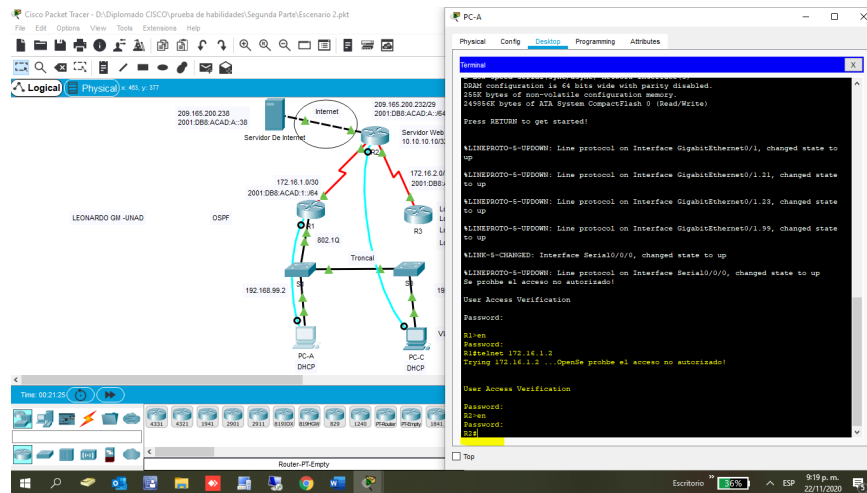 Cisco Packet Tracer - D:\Diplomado CISCO\prueba de habilidades\Segunda Parte\Escenario 2.pkt
File Edit Options View Tools Extensions Help
Logical Physical x: 463, y: 377
209.165.200.238
2001:DB8:ACAD:A::38
Internet
209.165.200.232/29
2001:DB8:ACAD:A::/64
Servidor De Internet
Servidor Web
10.10.10.10/3
R2
172.16.1.0/30
2001:DB8:ACAD:1::/64
172.16.2.0/
2001:DB8:
LEONARDO GM -UNAD
OSPF
R1
R3
802.1Q
Troncal
S1
S3
192.168.99.2
19
PC-A
DHCP
PC-C
DHCP
Time: 00:21:25
4331 4321 1941 2901 2911 819IOX 819HGW 829 1240 PT-Router PT-Empty 1841
Router-PT-Empty
PC-A
Physical Config Desktop Programming Attributes
Terminal X
DRAM configuration is 64 bits wide with parity disabled.
255K bytes of non-volatile configuration memory.
249856K bytes of ATA System CompactFlash 0 (Read/Write)
Press RETURN to get started!
%LINEPROTO-5-UPDOWN: Line protocol on Interface GigabitEthernet0/1, changed state to
up
%LINEPROTO-5-UPDOWN: Line protocol on Interface GigabitEthernet0/1.21, changed state
to up
%LINEPROTO-5-UPDOWN: Line protocol on Interface GigabitEthernet0/1.23, changed state
to up
%LINEPROTO-5-UPDOWN: Line protocol on Interface GigabitEthernet0/1.99, changed state
to up
%LINK-5-CHANGED: Interface Serial0/0/0, changed state to up
%LINEPROTO-5-UPDOWN: Line protocol on Interface Serial0/0/0, changed state to up
Se prohbe el acceso no autorizado!
User Access Verification
Password:
R1>en
Password:
R1#telnet 172.16.1.2
Trying 172.16.1.2 ...OpenSe prohbe el acceso no autorizado!
User Access Verification
Password:
R2>en
Password:
R2#
Top
Escritorio
36%
ESP
9:19 p. m.
22/11/2020